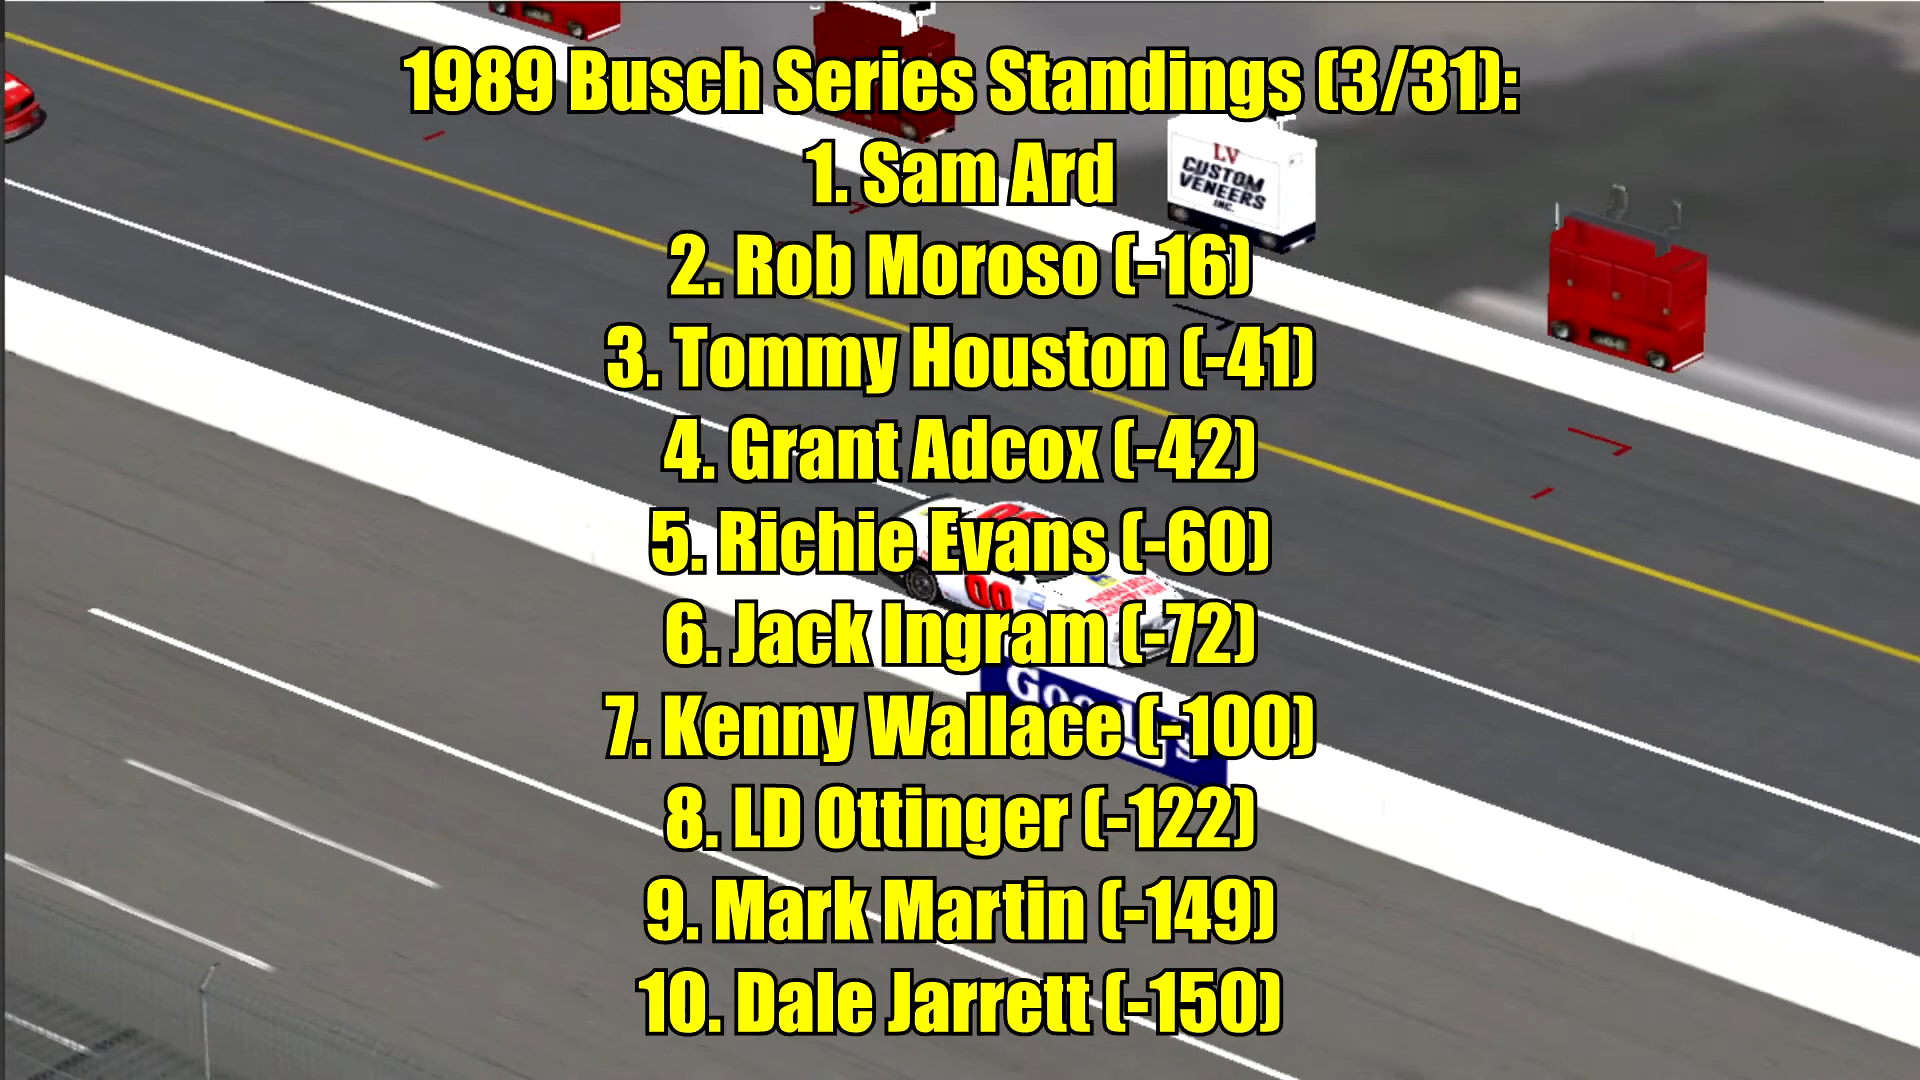 1989 Busch Series Standings (3/31):
1. Sam Ard
2. Rob Moroso (-16)
3. Tommy Houston (-41)
4. Grant Adcox (-42)
5. Richie Evans (-60)
6. Jack Ingram (-72)
7. Kenny Wallace (-100)
8. LD Ottinger (-122)
9. Mark Martin (-149)
10. Dale Jarrett (-150)
LV
CUSTOM
VENEERS
INC.
00